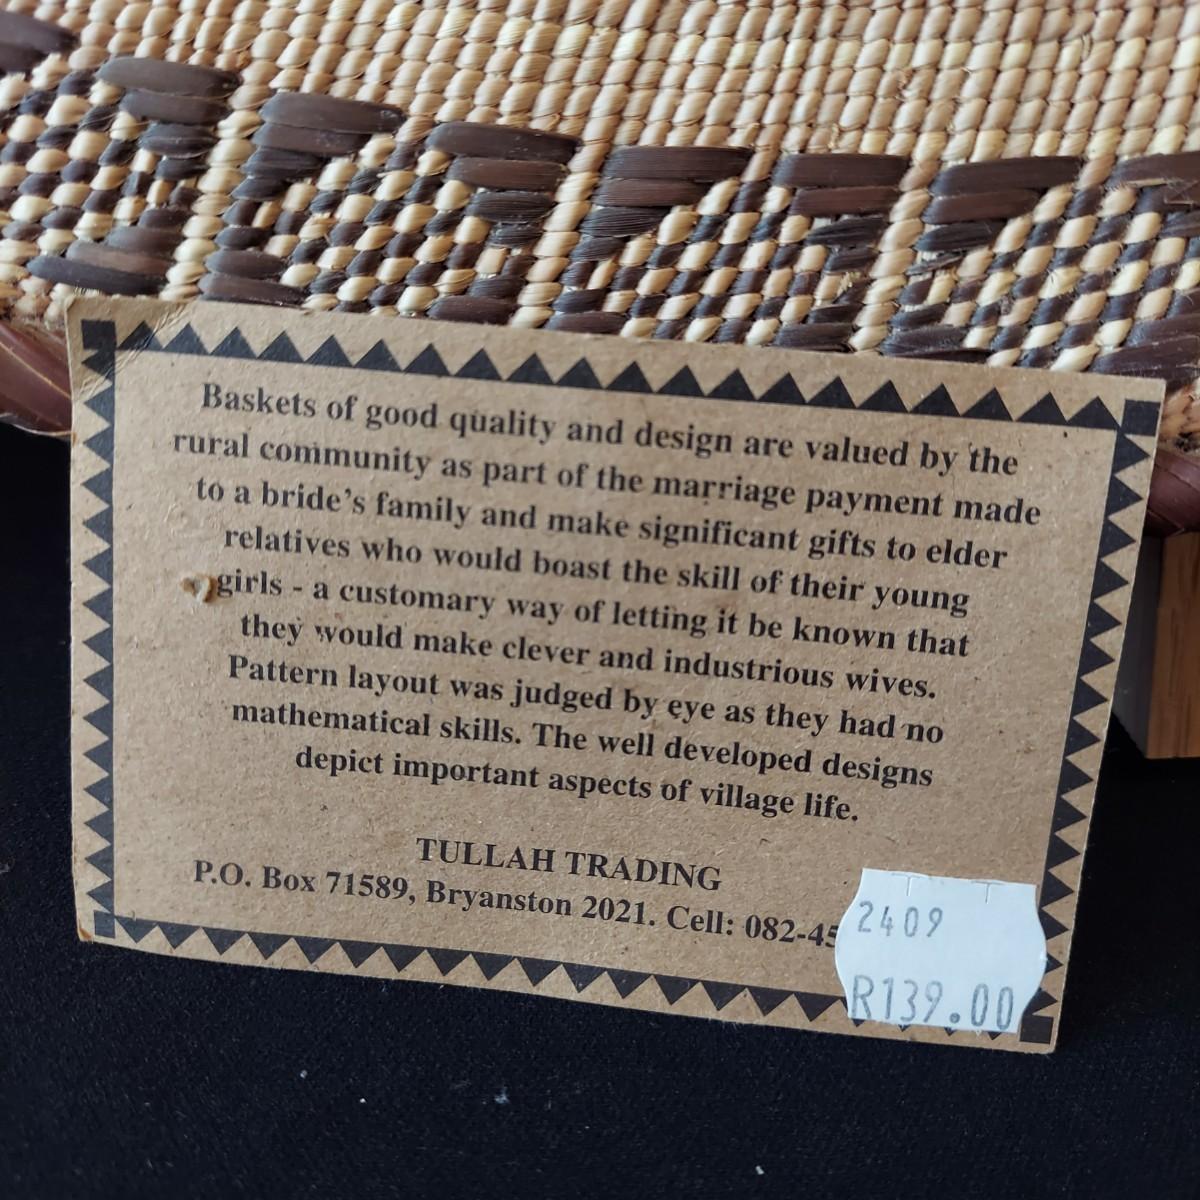 Baskets of good quality and design are valued by the
rural community as part of the marriage payment made
to a bride's family and make significant gifts to elder
relatives who would boast the skill of their young
girls - a customary way of letting it be known that
they would make clever and industrious wives.
Pattern layout was judged by eye as they had no
mathematical skills. The well developed designs
depict important aspects of village life.
TULLAH TRADING
P.O. Box 71589, Bryanston 2021. Cell: 082-45
2409
R139.00